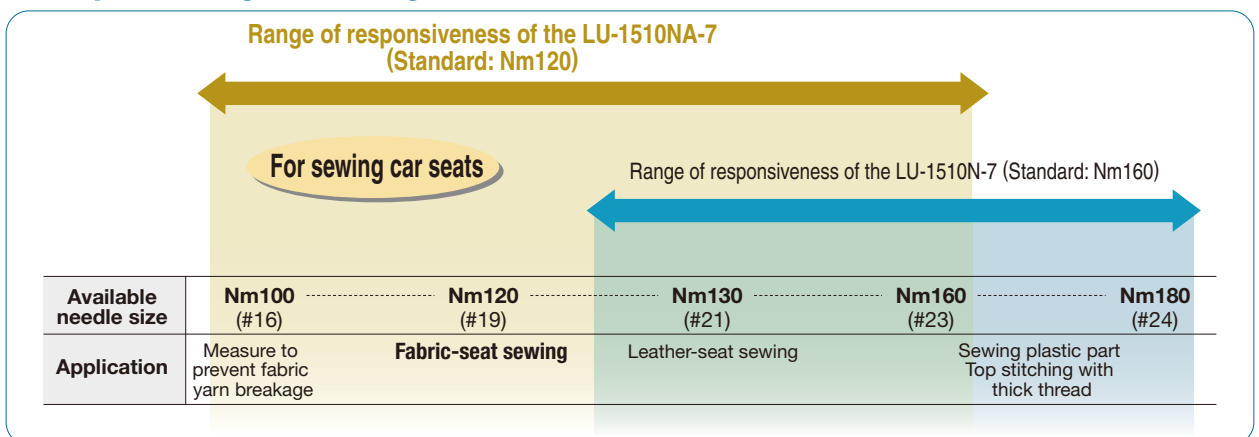 Range of responsiveness of the LU-1510NA-7
(Standard: Nm120)
For sewing car seats
Range of responsiveness of the LU-1510N-7 (Standard: Nm160)
Available needle size
Nm100 Nm120 Nm130 Nm160 Nm180
(#16) (#19) (#21) (#23) (#24)
Application
Measure to
prevent fabric
yarn breakage
Fabric-seat sewing
Leather-seat sewing
Sewing plastic part
Top stitching with
thick thread